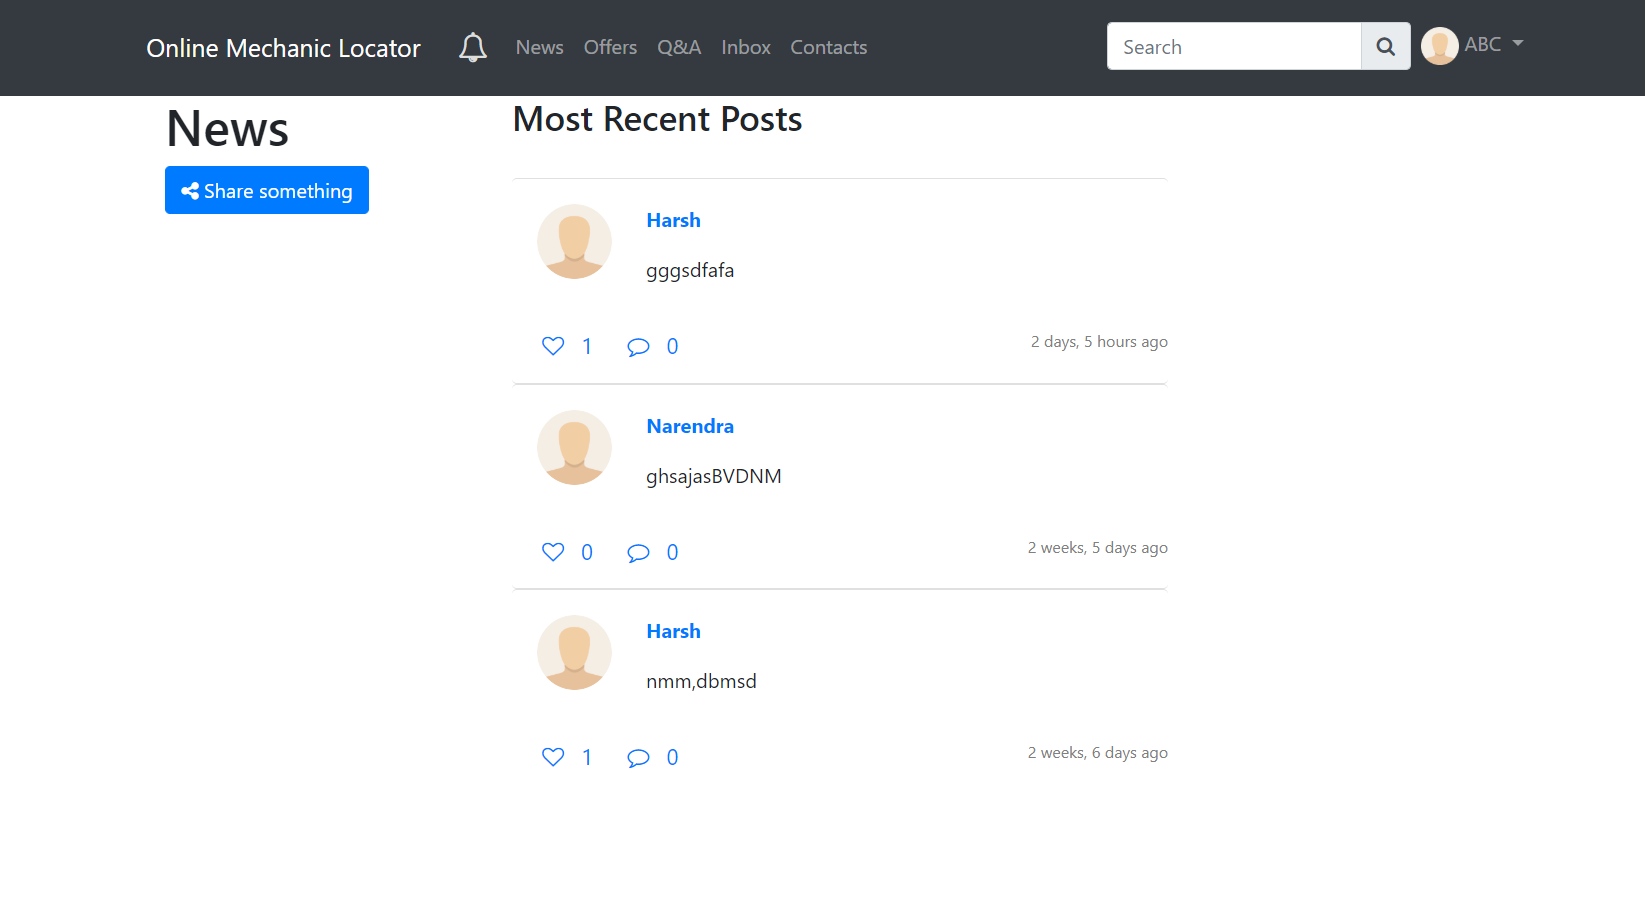 Online Mechanic Locator News Offers Q&A Inbox Contacts Search ABC
News
Share something
Most Recent Posts
Harsh
gggsdfafa
1 0 2 days, 5 hours ago
Narendra
ghsajasBVDNM
0 0 2 weeks, 5 days ago
Harsh
nmm,dbmsd
1 0 2 weeks, 6 days ago